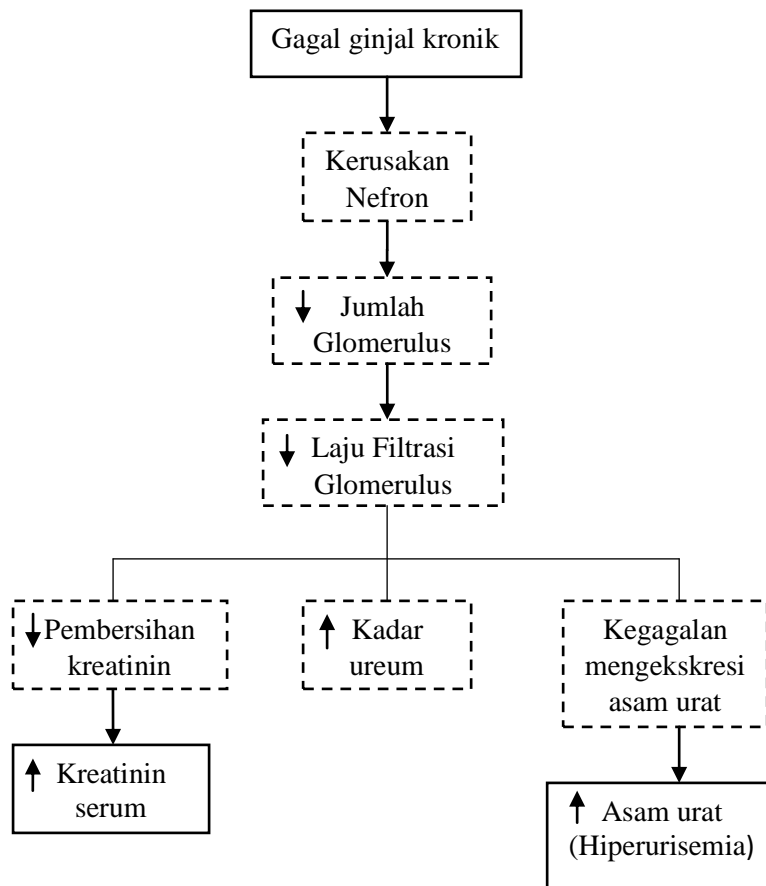 Gagal ginjal kronik
Kerusakan
Nefron
↓ Jumlah
Glomerulus
↓ Laju Filtrasi
Glomerulus
↓ Pembersihan
kreatinin
↑ Kadar
ureum
Kegagalan
mengekskresi
asam urat
↑ Kreatinin
serum
↑ Asam urat
(Hiperurisemia)